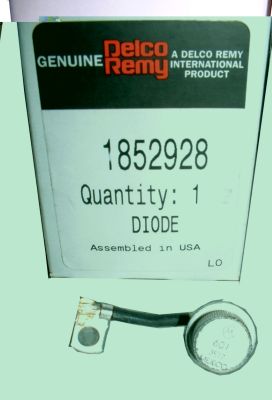 GENUINE Delco Remy A DELCO REMY INTERNATIONAL PRODUCT
1852928
Quantity: 1
DIODE
Assembled in USA
LO